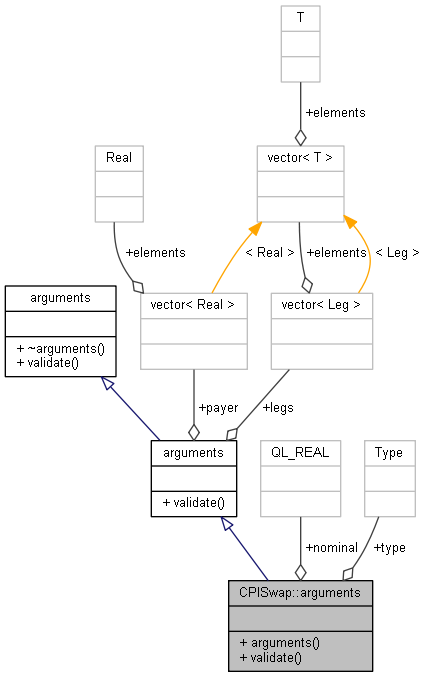 T
+elements
Real
vector< T >
+elements
< Real >
+elements
< Leg >
arguments
+ ~arguments()
+ validate()
vector< Real >
vector< Leg >
+payer
+legs
arguments
+ validate()
QL_REAL
Type
+nominal
+type
CPISwap::arguments
+ arguments()
+ validate()